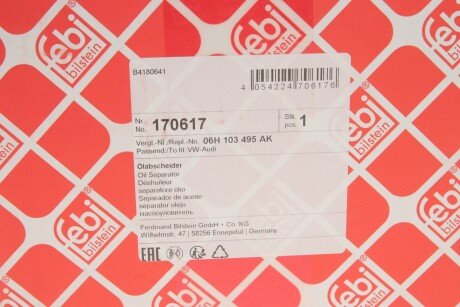 febi
bilstein
B4180641
4 054224 706176
Nr.
No. 170617
Stk.
pos. 1
Vergl.-Nr./Repl.-No. 06H 103 495 AK
Passend./To fit: VW-Audi
Ölabscheider
Oil Separator
Déshuileur
separatore olio
Separador de aceite
separator oleju
маслоуловитель
Ferdinand Bilstein GmbH + Co. KG
Wilhelmstr. 47 | 58256 Ennepetal | Germany
EAC
febi
bilstein
febi
bilstein
febi
bilstein
febi
bilstein
febi